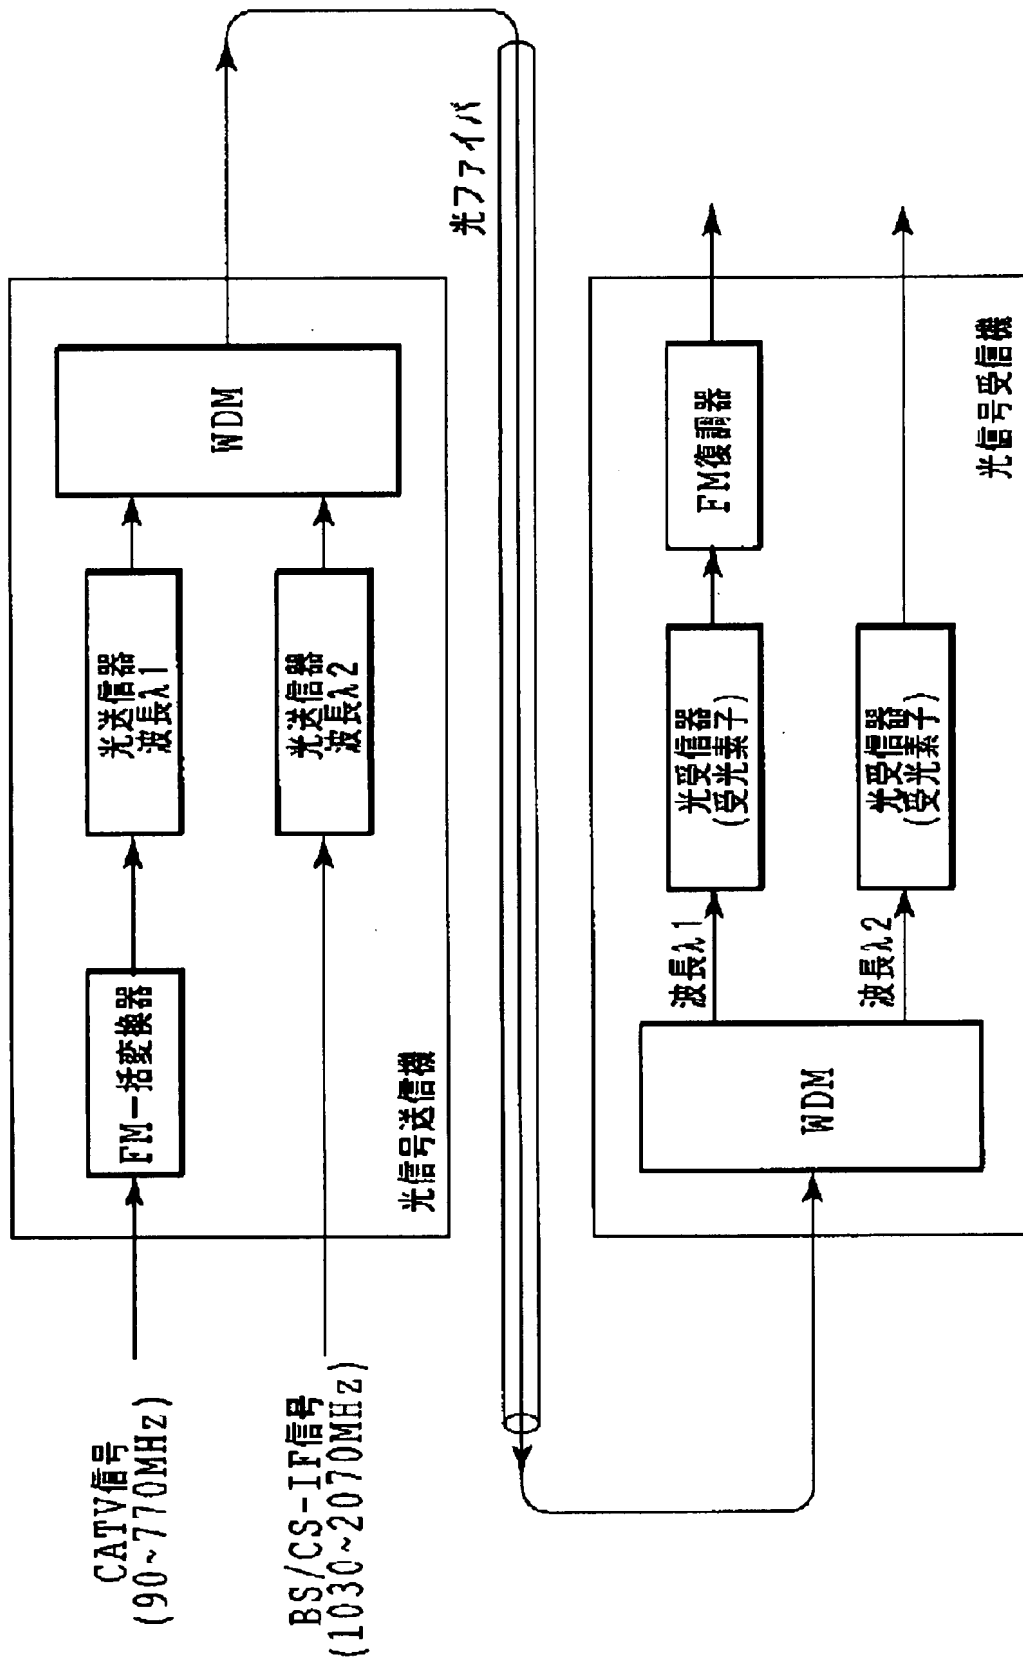 CATV信号
(90~770MHz)
BS/CS-IF信号
(1030~2070MHz)
FM一括変換器
光送信器
波長λ1
光送信器
波長λ2
WDM
光信号送信機
光ファイバ
WDM
波長λ1
波長λ2
光受信器
(受光素子)
光受信器
(受光素子)
FM復調器
光信号受信機